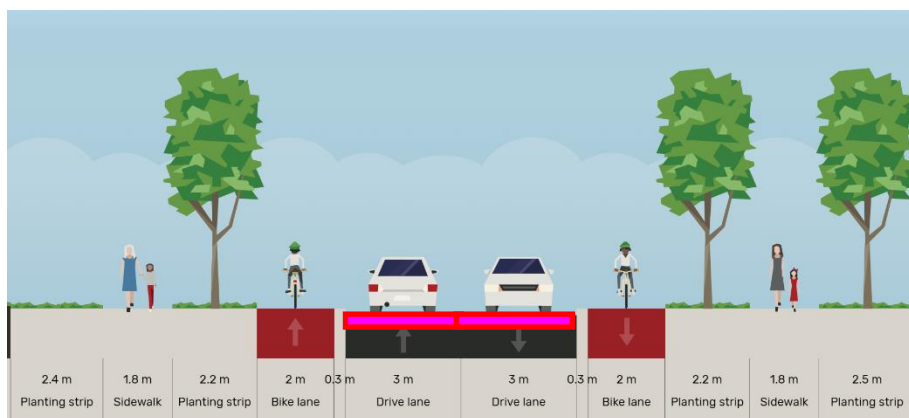 2.4 m 1.8 m 2.2 m 2 m 0.3 m 3 m 3 m 0.3 m 2 m 2.2 m 1.8 m 2.5 m
Planting strip Sidewalk Planting strip Bike lane Drive lane Drive lane Bike lane Planting strip Sidewalk Planting strip